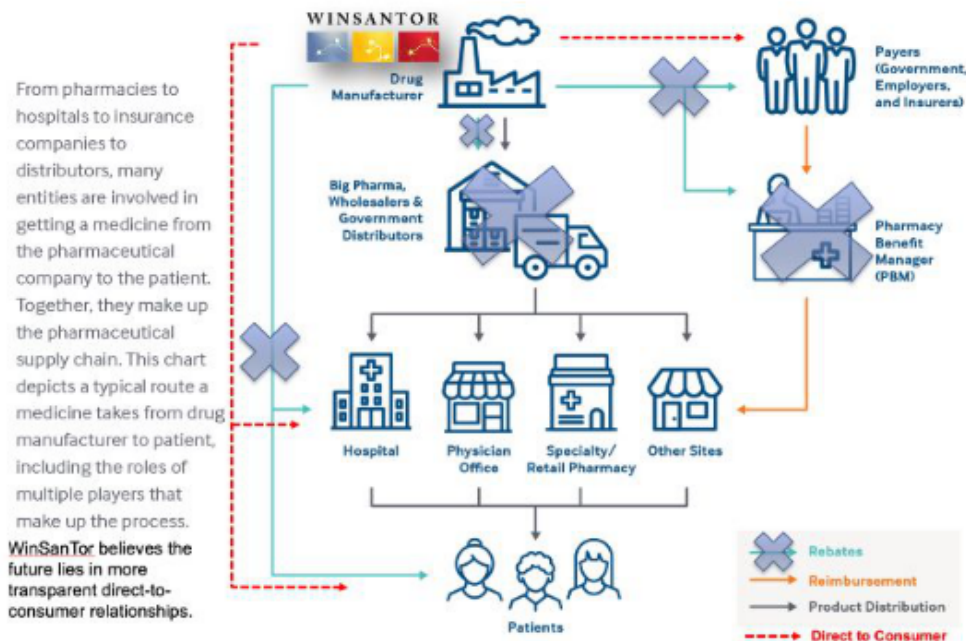 WINSANTOR
Drug
Manufacturer
Payers
(Government,
Employers,
and Insurers)
From pharmacies to
hospitals to insurance
companies to
distributors, many
entities are involved in
getting a medicine from
the pharmaceutical
company to the patient.
Together, they make up
the pharmaceutical
supply chain. This chart
depicts a typical route a
medicine takes from drug
manufacturer to patient,
including the roles of
multiple players that
make up the process.
WinSanTor believes the
future lies in more
transparent direct-to-
consumer relationships.
Big Pharma,
Wholesalers &
Government
Distributors
Pharmacy
Benefit
Manager
(PBM)
Hospital
Physician
Office
Specialty/
Retail Pharmacy
Other Sites
Patients
Rebates
Reimbursement
Product Distribution
Direct to Consumer